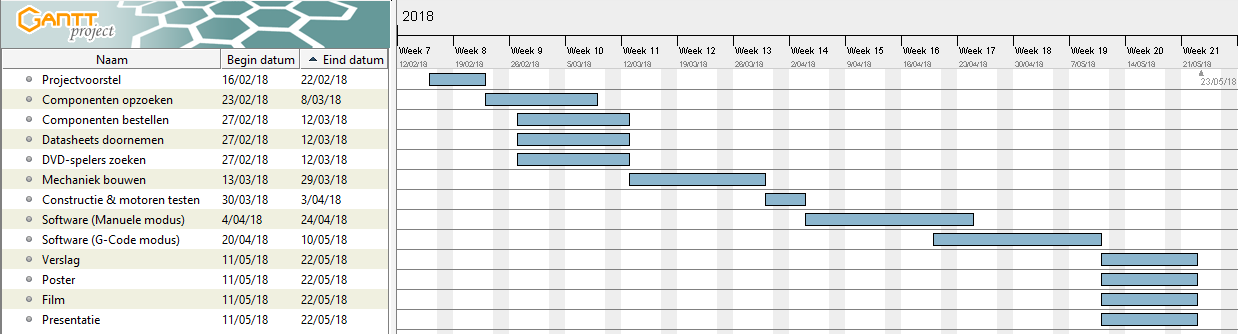 GANTT project
2018
Week 7 Week 8 Week 9 Week 10 Week 11 Week 12 Week 13 Week 14 Week 15 Week 16 Week 17 Week 18 Week 19 Week 20 Week 21
12/02/18 19/02/18 26/02/18 5/03/18 12/03/18 19/03/18 26/03/18 2/04/18 9/04/18 16/04/18 23/04/18 30/04/18 7/05/18 14/05/18 21/05/18
23/05/18
Naam Begin datum Eind datum
Projectvoorstel 16/02/18 22/02/18
Componenten opzoeken 23/02/18 8/03/18
Componenten bestellen 27/02/18 12/03/18
Datasheets doornemen 27/02/18 12/03/18
DVD-spelers zoeken 27/02/18 12/03/18
Mechaniek bouwen 13/03/18 29/03/18
Constructie & motoren testen 30/03/18 3/04/18
Software (Manuele modus) 4/04/18 24/04/18
Software (G-Code modus) 20/04/18 10/05/18
Verslag 11/05/18 22/05/18
Poster 11/05/18 22/05/18
Film 11/05/18 22/05/18
Presentatie 11/05/18 22/05/18